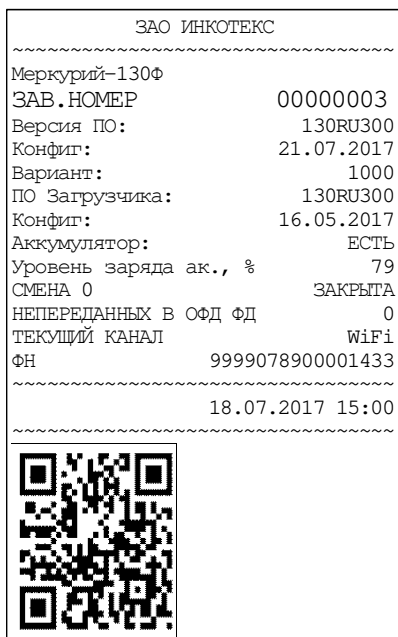 ЗАО ИНКОТЕКС
~~~~~~~~~~~~~~~~~~~~~~~~~~~~~~~~
Меркурий-130Ф
ЗАВ.НОМЕР 00000003
Версия ПО: 130RU300
Конфиг: 21.07.2017
Вариант: 1000
ПО Загрузчика: 130RU300
Конфиг: 16.05.2017
Аккумулятор: ЕСТЬ
Уровень заряда ак., % 79
СМЕНА 0 ЗАКРЫТА
НЕПЕРЕДАННЫХ В ОФД ФД 0
ТЕКУЩИЙ КАНАЛ WiFi
ФН 9999078900001433
~~~~~~~~~~~~~~~~~~~~~~~~~~~~~~~~
18.07.2017 15:00
~~~~~~~~~~~~~~~~~~~~~~~~~~~~~~~~